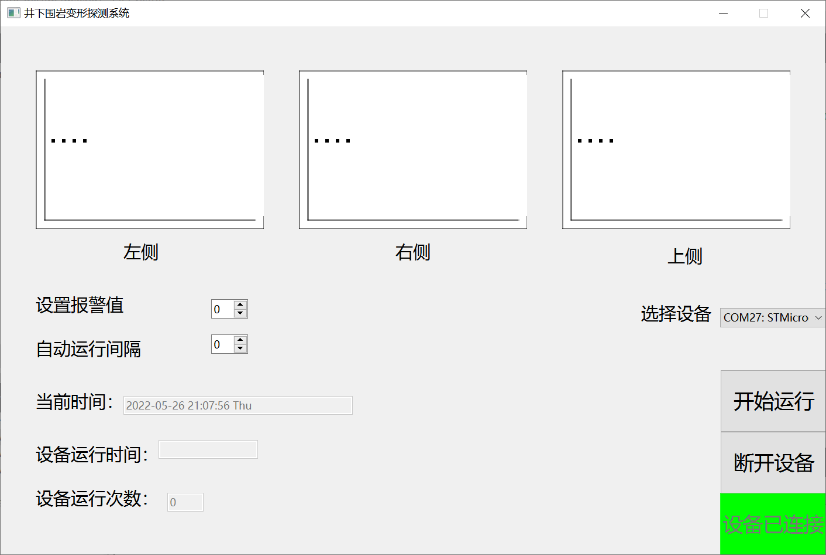 井下围岩变形探测系统
左侧
右侧
上侧
设置报警值 0
选择设备 COM27: STMicro
自动运行间隔 0
当前时间： 2022-05-26 21:07:56 Thu
开始运行
设备运行时间：
断开设备
设备运行次数： 0
设备已连接